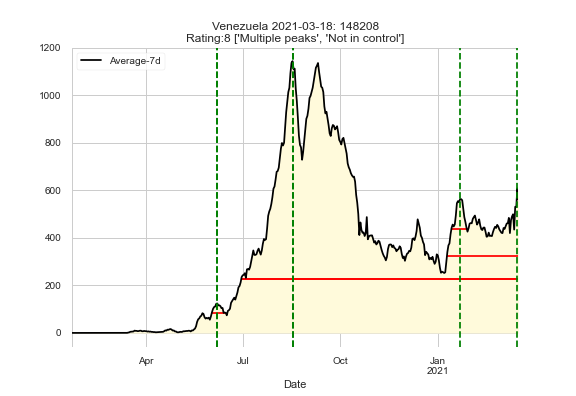 Venezuela 2021-03-18: 148208
Rating:8 ['Multiple peaks', 'Not in control']
1200
Average-7d
1000
800
600
400
200
0
Apr
Jul
Oct
Jan
2021
Date